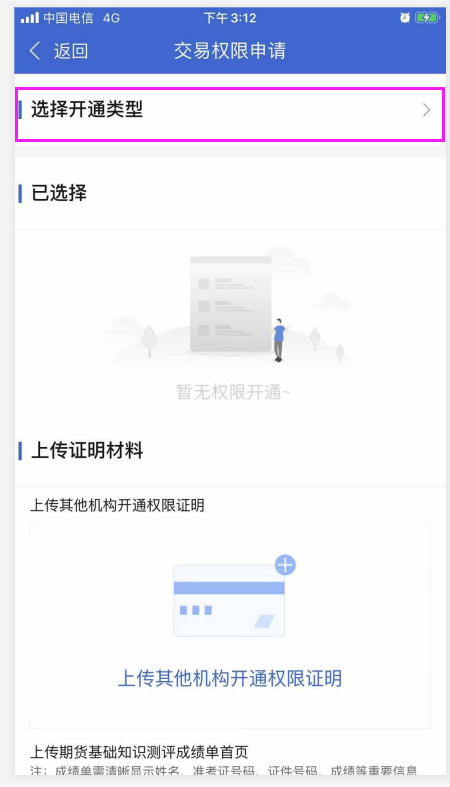 中国电信 4G 下午3:12
返回 交易权限申请
选择开通类型
已选择
暂无权限开通~
上传证明材料
上传其他机构开通权限证明
上传其他机构开通权限证明
上传期货基础知识测评成绩单首页
注：成绩单需清晰显示姓名、准考证号码、证件号码、成绩等重要信息